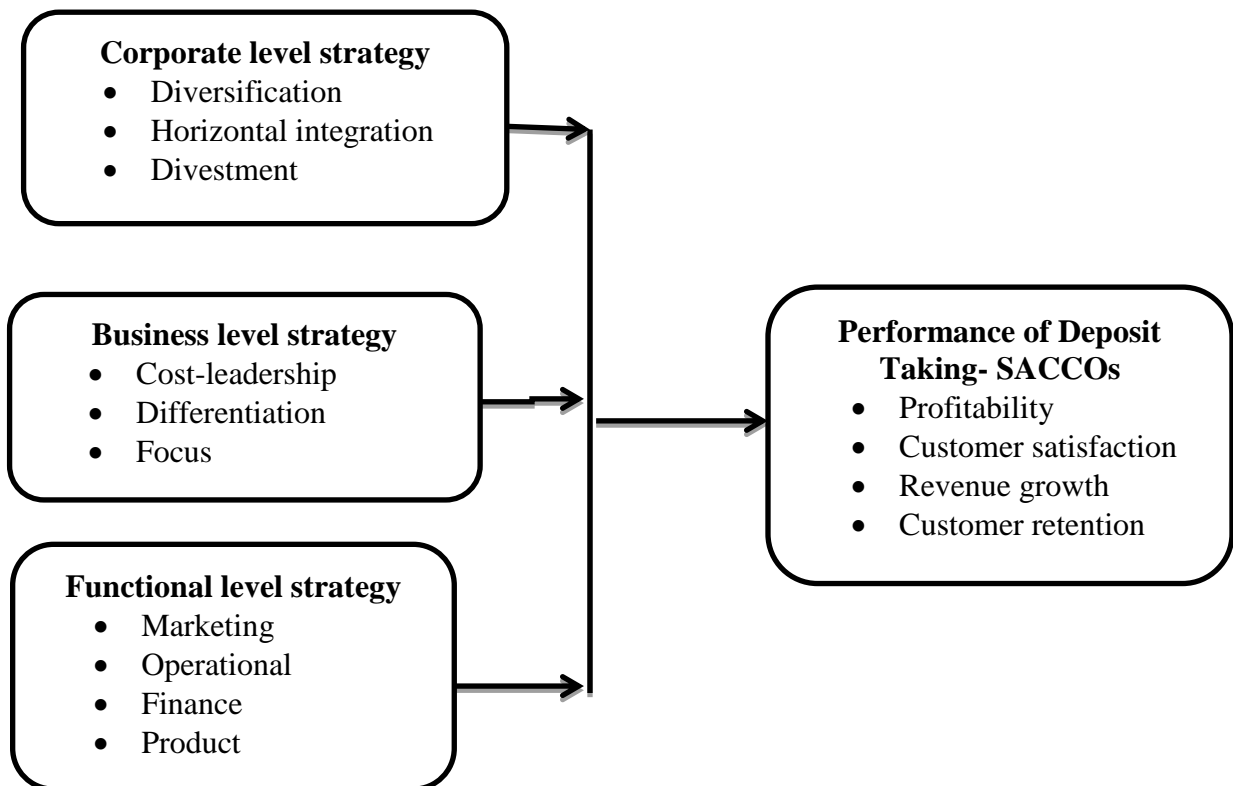 Corporate level strategy
• Diversification
• Horizontal integration
• Divestment
Business level strategy
• Cost-leadership
• Differentiation
• Focus
Functional level strategy
• Marketing
• Operational
• Finance
• Product
Performance of Deposit
Taking- SACCOs
• Profitability
• Customer satisfaction
• Revenue growth
• Customer retention